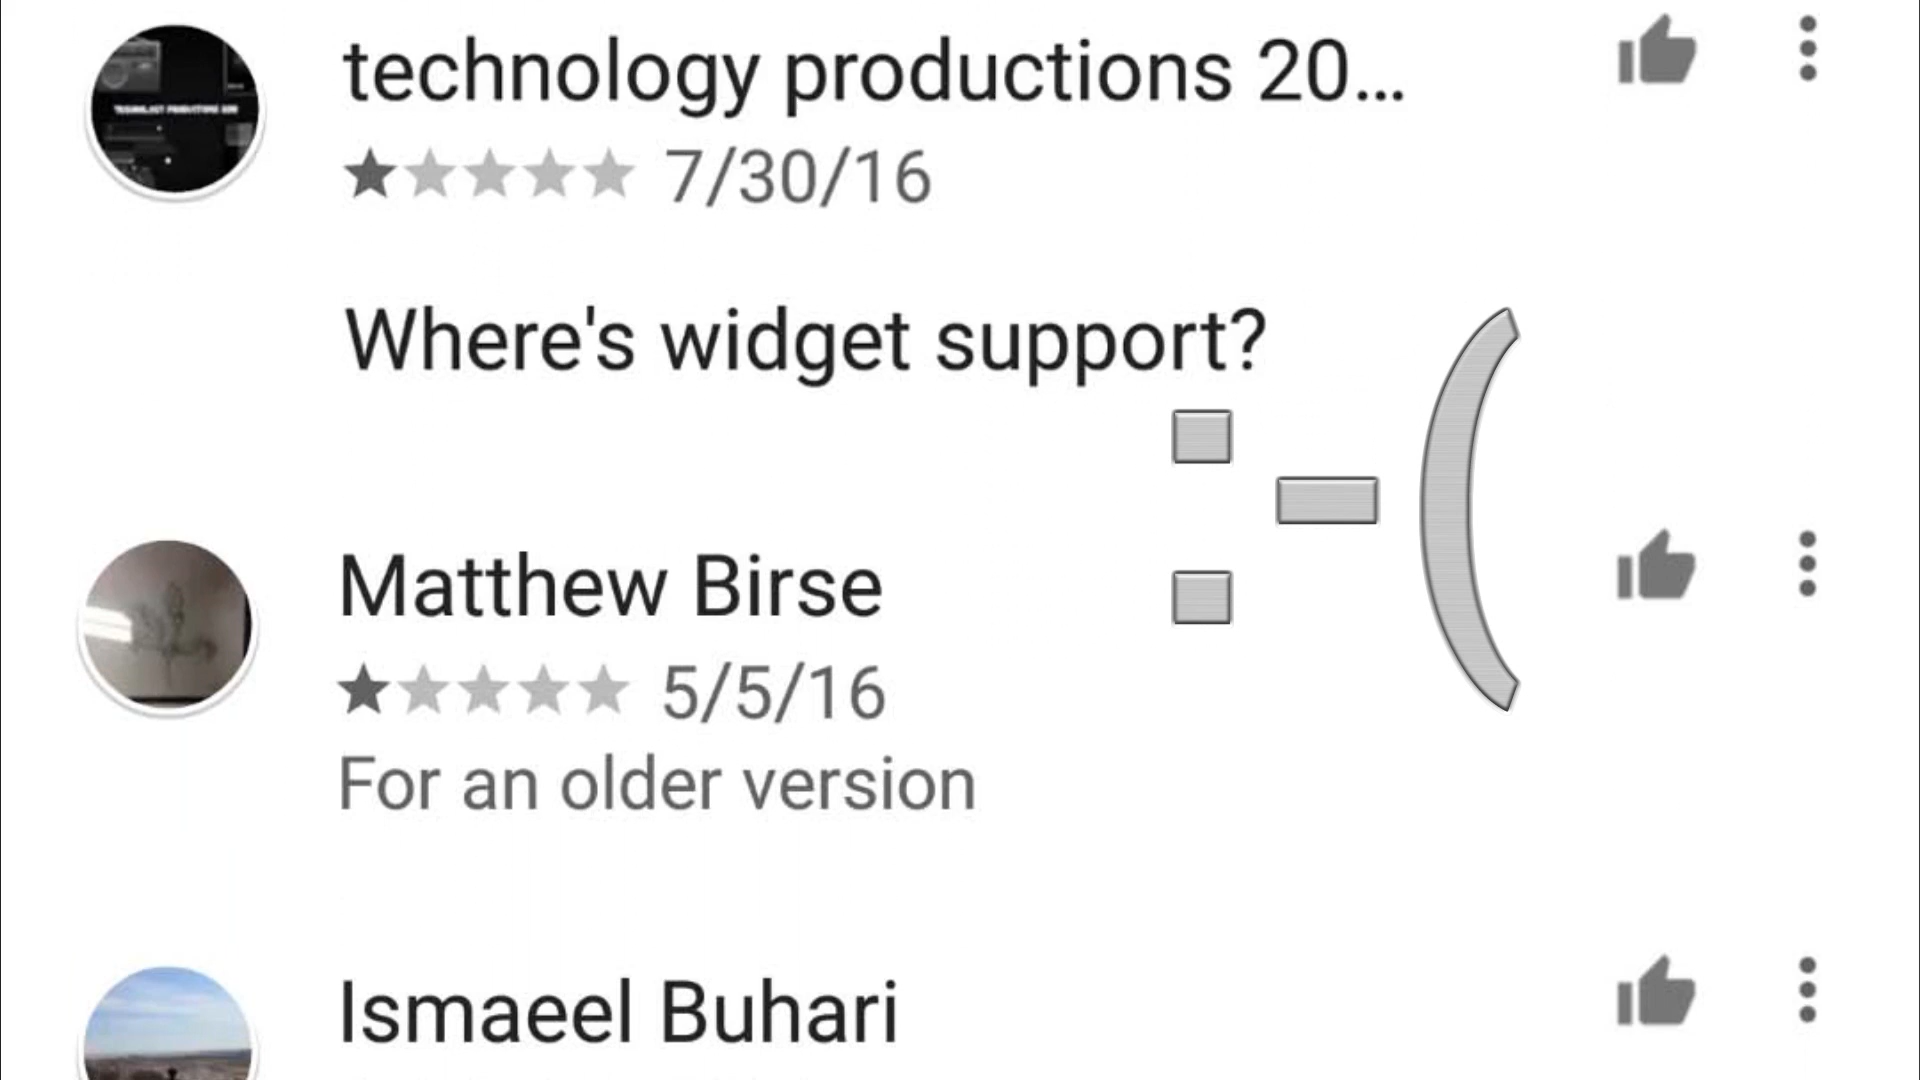 technology productions 20...
7/30/16
Where's widget support?
:-(
Matthew Birse
5/5/16
For an older version
Ismaeel Buhari